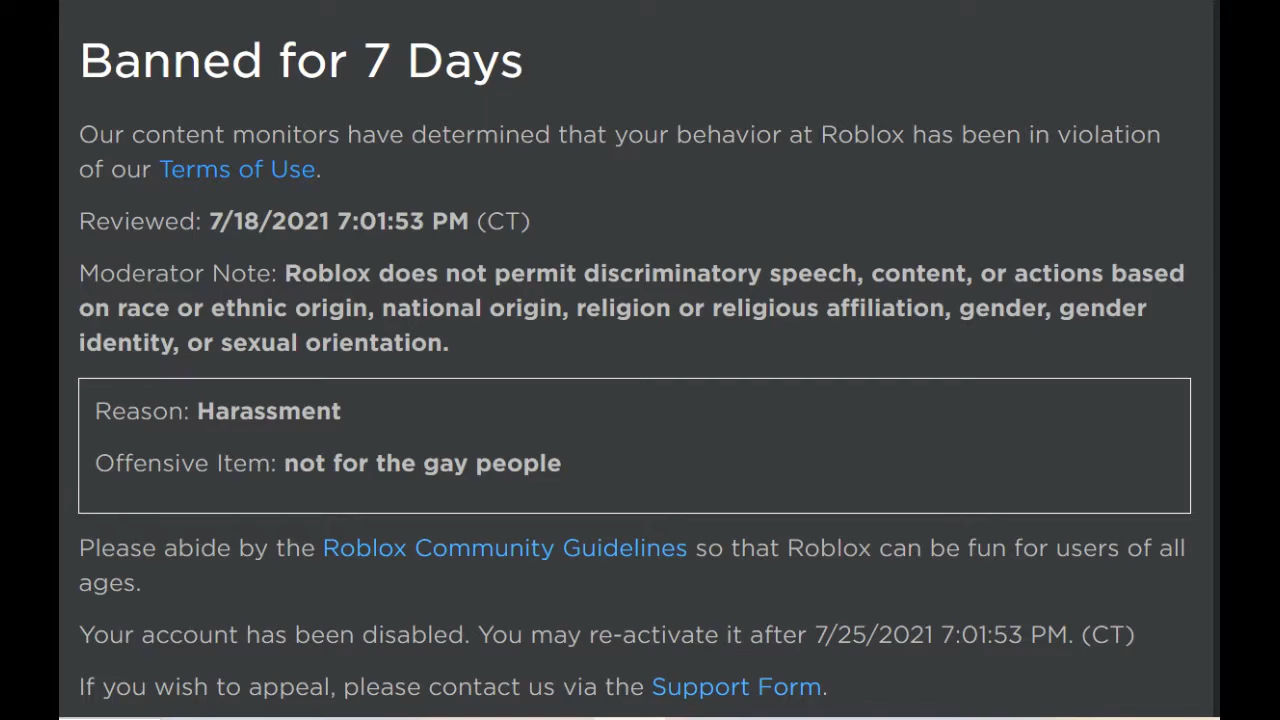 Banned for 7 Days
Our content monitors have determined that your behavior at Roblox has been in violation
of our Terms of Use.
Reviewed: 7/18/2021 7:01:53 PM (CT)
Moderator Note: Roblox does not permit discriminatory speech, content, or actions based
on race or ethnic origin, national origin, religion or religious affiliation, gender, gender
identity, or sexual orientation.
Reason: Harassment
Offensive Item: not for the gay people
Please abide by the Roblox Community Guidelines so that Roblox can be fun for users of all
ages.
Your account has been disabled. You may re-activate it after 7/25/2021 7:01:53 PM. (CT)
If you wish to appeal, please contact us via the Support Form.